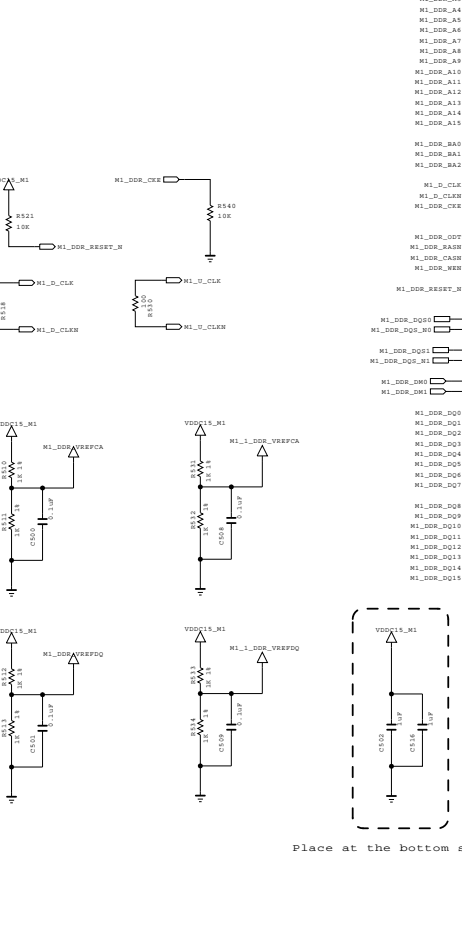 M1_DDR_A4
M1_DDR_A5
M1_DDR_A6
M1_DDR_A7
M1_DDR_A8
M1_DDR_A9
M1_DDR_A10
M1_DDR_A11
M1_DDR_A12
M1_DDR_A13
M1_DDR_A14
M1_DDR_A15
M1_DDR_BA0
M1_DDR_BA1
M1_DDR_BA2
M1_D_CLK
M1_D_CLKN
M1_DDR_CKE
M1_DDR_ODT
M1_DDR_RASN
M1_DDR_CASN
M1_DDR_WEN
M1_DDR_RESET_N
M1_DDR_DQS0
M1_DDR_DQS_N0
M1_DDR_DQS1
M1_DDR_DQS_N1
M1_DDR_DM0
M1_DDR_DM1
M1_DDR_DQ0
M1_DDR_DQ1
M1_DDR_DQ2
M1_DDR_DQ3
M1_DDR_DQ4
M1_DDR_DQ5
M1_DDR_DQ6
M1_DDR_DQ7
M1_DDR_DQ8
M1_DDR_DQ9
M1_DDR_DQ10
M1_DDR_DQ11
M1_DDR_DQ12
M1_DDR_DQ13
M1_DDR_DQ14
M1_DDR_DQ15
DC15_M1
R521
10K
M1_DDR_RESET_N
M1_DDR_CKE
R540
10K
R518
M1_D_CLK
M1_D_CLKN
100
R530
M1_U_CLK
M1_U_CLKN
VDDC15_M1
M1_DDR_VREFCA
R510
1K 1%
R511
1K 1%
C500
0.1uF
VDDC15_M1
M1_1_DDR_VREFCA
R531
1K 1%
R532
1K 1%
C508
0.1uF
DDC15_M1
M1_DDR_VREFDQ
R512
1K 1%
R513
1K 1%
C501
0.1uF
VDDC15_M1
M1_1_DDR_VREFDQ
R533
1K 1%
R534
1K 1%
C509
0.1uF
VDDC15_M1
C502
1uF
C516
1uF
Place at the bottom s